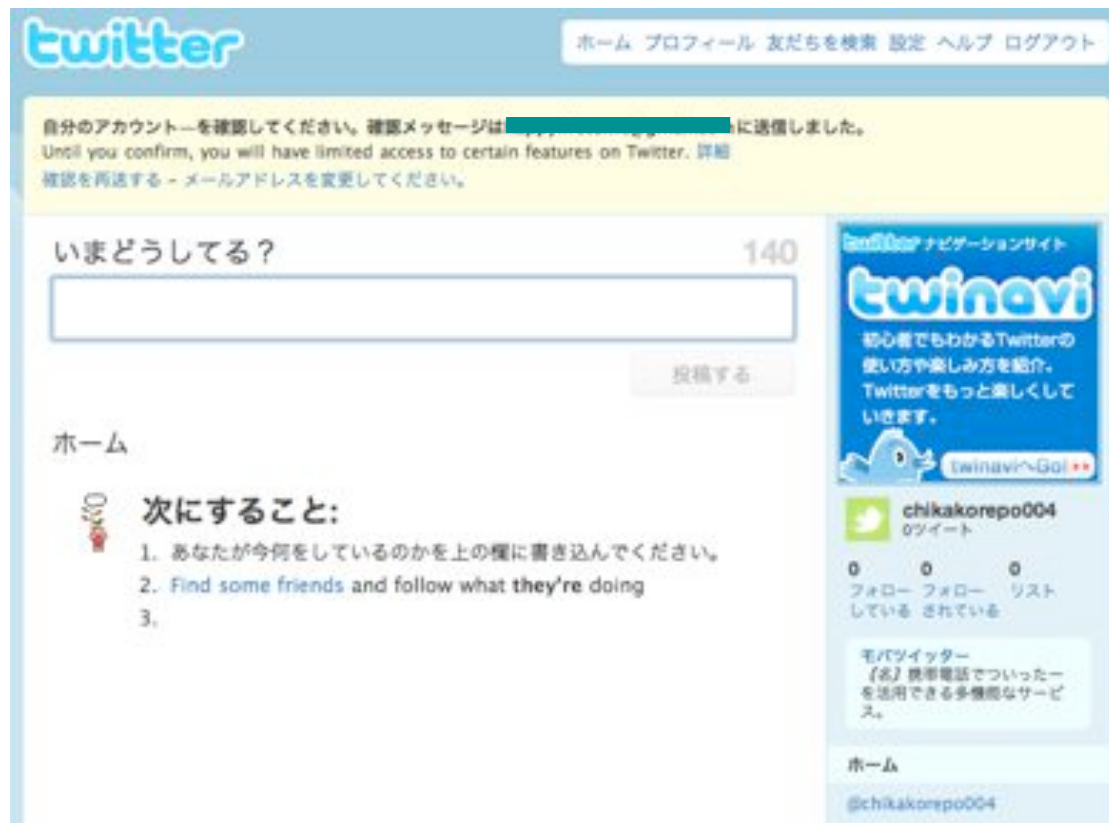 twitter
ホーム プロフィール 友だちを検索 設定 ヘルプ ログアウト
自分のアカウント—を確認してください。確認メッセージは に送信しました。
Until you confirm, you will have limited access to certain features on Twitter. 詳細
確認を再送する - メールアドレスを変更してください。
いまどうしてる？
140
投稿する
ホーム
次にすること:
1. あなたが今何をしているのかを上の欄に書き込んでください。
2. Find some friends and follow what they're doing
3.
twitter ナビゲーションサイト
twinavi
初心者でもわかるTwitterの
使い方や楽しみ方を紹介。
Twitterをもっと楽しくして
いきます。
twinaviへGo!
chikakorepo004
0ツイート
0 0 0
フォロー フォロー リスト
している されている
モバツイッター
【名】携帯電話でついったー
を活用できる多機能なサービ
ス。
ホーム
@chikakorepo004